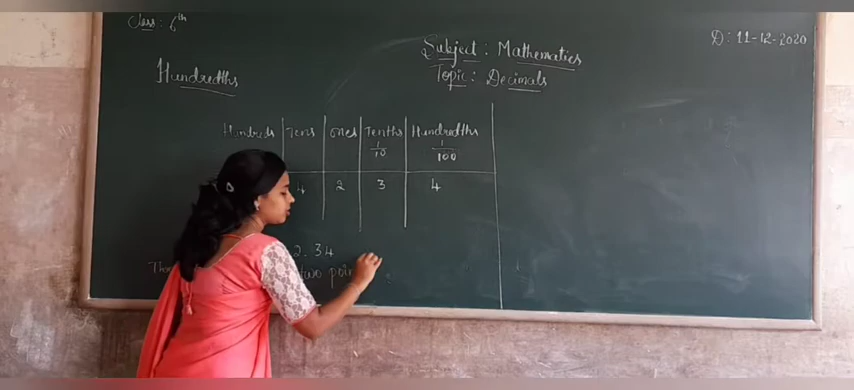 Class : 6th
D : 11-12-2020
Subject : Mathematics
Topic : Decimals
Hundredths
Hundreds Tens Ones Tenths Hundredths
1/10 1/100
4 2 3 4
2.34
two poin